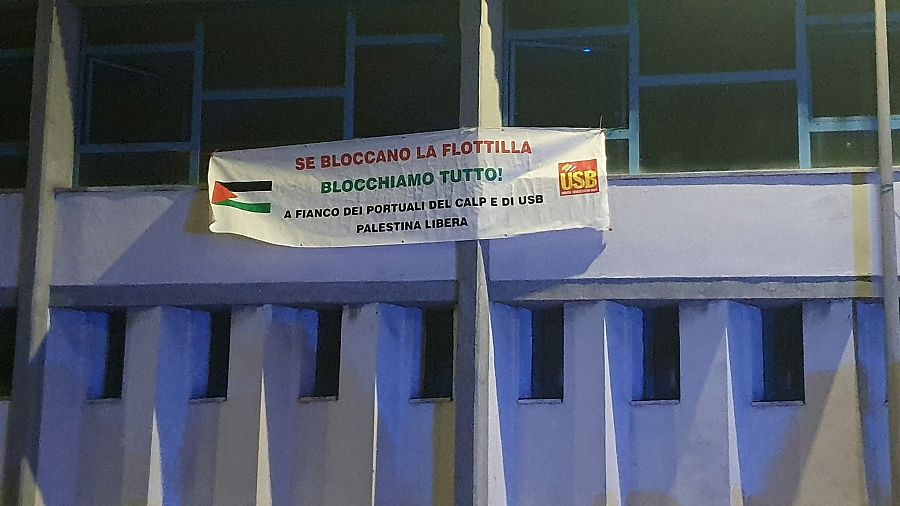 SE BLOCCANO LA FLOTTILLA
BLOCCHIAMO TUTTO!
A FIANCO DEI PORTUALI DEL CALP E DI USB
PALESTINA LIBERA
USB